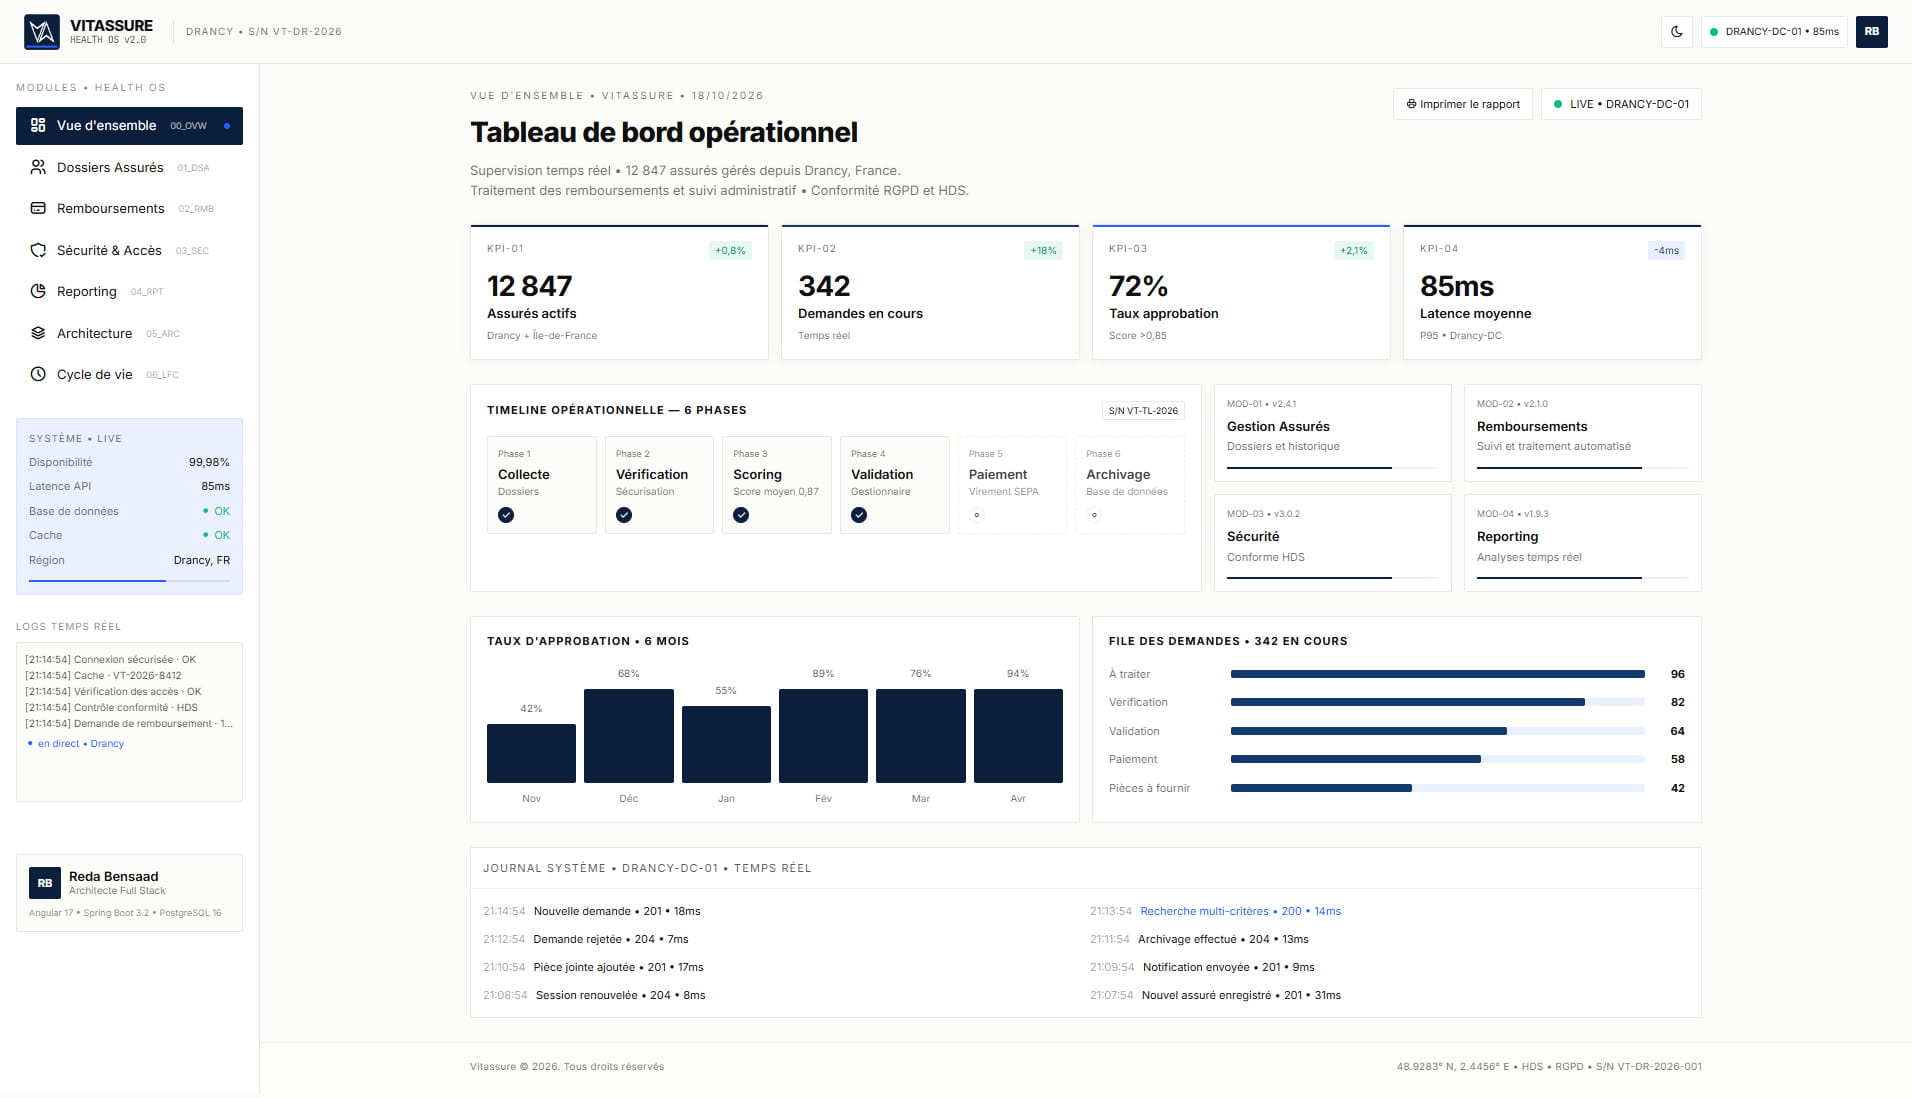 VITASSURE
HEALTH OS v2.0
DRANCY • S/N VT-DR-2026
DRANCY-DC-01 • 85ms
RB
MODULES • HEALTH OS
Vue d'ensemble 00_OVW
Dossiers Assurés 01_DSA
Remboursements 02_RMB
Sécurité & Accès 03_SEC
Reporting 04_RPT
Architecture 05_ARC
Cycle de vie 06_LFC
SYSTÈME • LIVE
Disponibilité 99,98%
Latence API 85ms
Base de données • OK
Cache • OK
Région Drancy, FR
LOGS TEMPS RÉEL
[21:14:54] Connexion sécurisée · OK
[21:14:54] Cache · VT-2026-8412
[21:14:54] Vérification des accès · OK
[21:14:54] Contrôle conformité · HDS
[21:14:54] Demande de remboursement · 1...
• en direct • Drancy
RB
Reda Bensaad
Architecte Full Stack
Angular 17 • Spring Boot 3.2 • PostgreSQL 16
VUE D'ENSEMBLE • VITASSURE • 18/10/2026
Tableau de bord opérationnel
Supervision temps réel • 12 847 assurés gérés depuis Drancy, France.
Traitement des remboursements et suivi administratif • Conformité RGPD et HDS.
Imprimer le rapport
LIVE • DRANCY-DC-01
KPI-01 +0,8%
12 847
Assurés actifs
Drancy + Île-de-France
KPI-02 +18%
342
Demandes en cours
Temps réel
KPI-03 +2,1%
72%
Taux approbation
Score >0,85
KPI-04 -4ms
85ms
Latence moyenne
P95 • Drancy-DC
TIMELINE OPÉRATIONNELLE — 6 PHASES
S/N VT-TL-2026
Phase 1
Collecte
Dossiers
Phase 2
Vérification
Sécurisation
Phase 3
Scoring
Score moyen 0,87
Phase 4
Validation
Gestionnaire
Phase 5
Paiement
Virement SEPA
Phase 6
Archivage
Base de données
MOD-01 • v2.4.1
Gestion Assurés
Dossiers et historique
MOD-02 • v2.1.0
Remboursements
Suivi et traitement automatisé
MOD-03 • v3.0.2
Sécurité
Conforme HDS
MOD-04 • v1.9.3
Reporting
Analyses temps réel
TAUX D'APPROBATION • 6 MOIS
42% 68% 55% 89% 76% 94%
Nov Déc Jan Fév Mar Avr
FILE DES DEMANDES • 342 EN COURS
À traiter 96
Vérification 82
Validation 64
Paiement 58
Pièces à fournir 42
JOURNAL SYSTÈME • DRANCY-DC-01 • TEMPS RÉEL
21:14:54 Nouvelle demande • 201 • 18ms
21:13:54 Recherche multi-critères • 200 • 14ms
21:12:54 Demande rejetée • 204 • 7ms
21:11:54 Archivage effectué • 204 • 13ms
21:10:54 Pièce jointe ajoutée • 201 • 17ms
21:09:54 Notification envoyée • 201 • 9ms
21:08:54 Session renouvelée • 204 • 8ms
21:07:54 Nouvel assuré enregistré • 201 • 31ms
Vitassure © 2026. Tous droits réservés
48.9283° N, 2.4456° E • HDS • RGPD • S/N VT-DR-2026-001